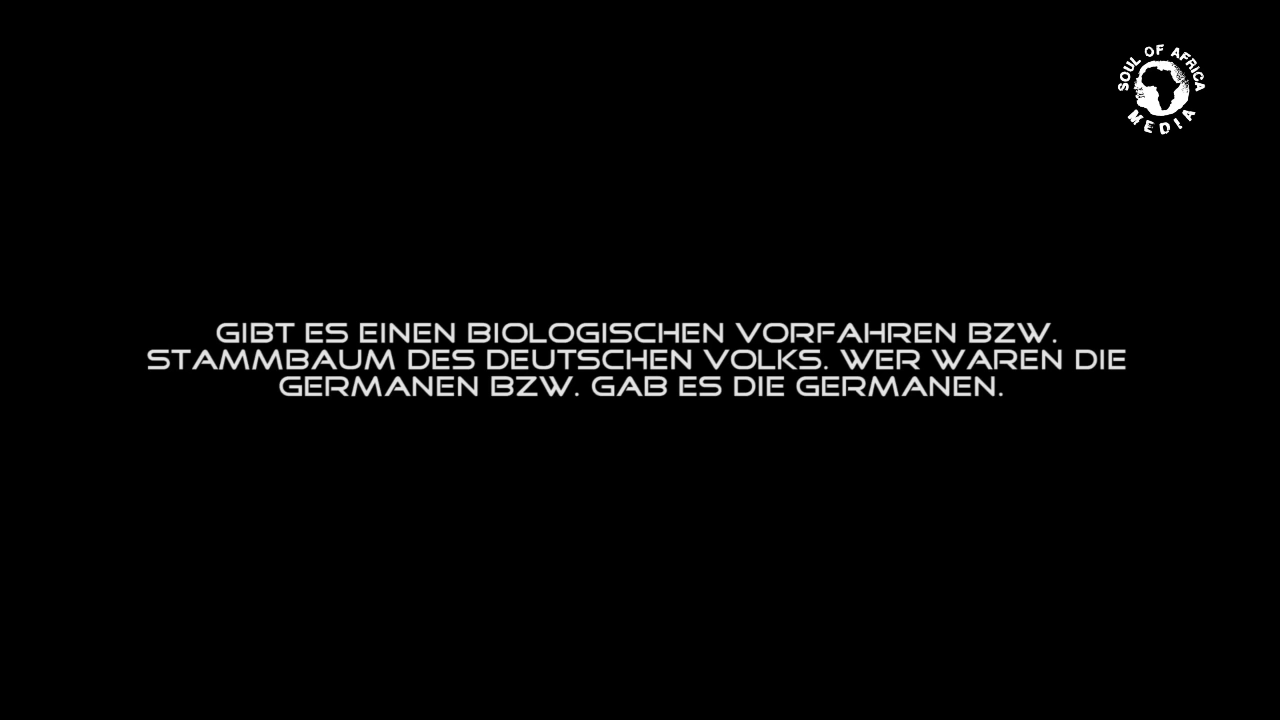 SOUL OF AFRICA
MEDIA
GIBT ES EINEN BIOLOGISCHEN VORFAHREN BZW.
STAMMBAUM DES DEUTSCHEN VOLKS. WER WAREN DIE
GERMANEN BZW. GAB ES DIE GERMANEN.